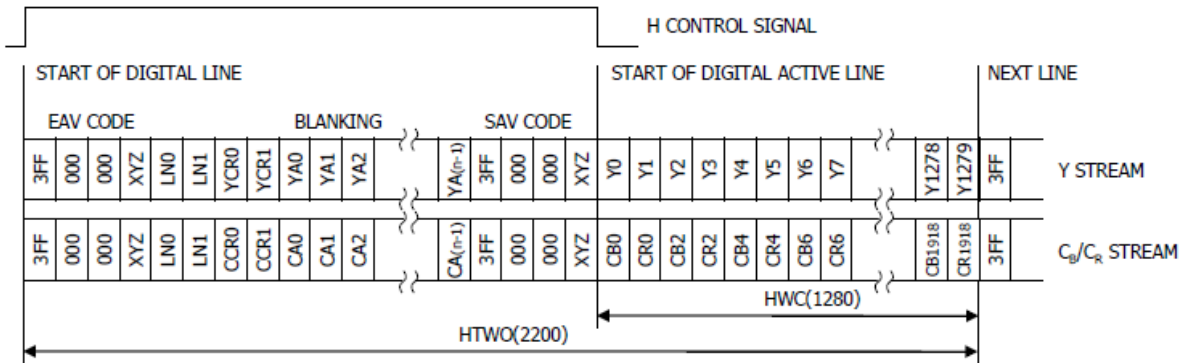 H CONTROL SIGNAL
START OF DIGITAL LINE START OF DIGITAL ACTIVE LINE NEXT LINE
EAV CODE BLANKING SAV CODE
3FF 000 000 XYZ LN0 LN1 YCR0 YCR1 YA0 YA1 YA2 YA(n-1) 3FF 000 000 XYZ Y0 Y1 Y2 Y3 Y4 Y5 Y6 Y7 Y1278 Y1279 3FF Y STREAM
3FF 000 000 XYZ LN0 LN1 CCR0 CCR1 CA0 CA1 CA2 CA(n-1) 3FF 000 000 XYZ CB0 CR0 CB2 CR2 CB4 CR4 CB6 CR6 CB1918 CR1918 3FF CB/CR STREAM
HWC(1280)
HTWO(2200)